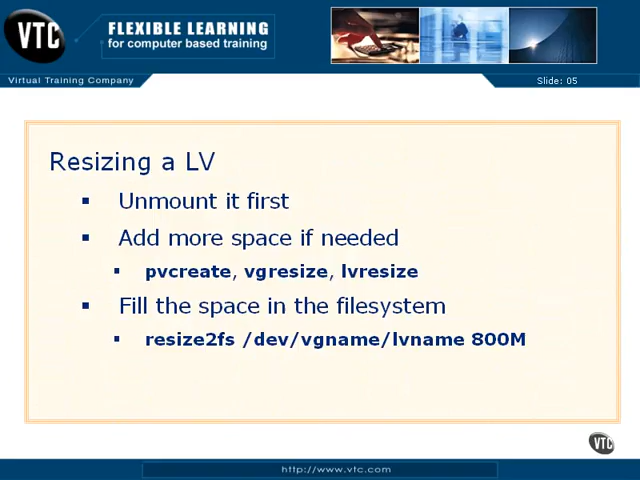 VTC
FLEXIBLE LEARNING
for computer based training
Virtual Training Company
Slide: 05
Resizing a LV
▪ Unmount it first
▪ Add more space if needed
▪ pvcreate, vgresize, lvresize
▪ Fill the space in the filesystem
▪ resize2fs /dev/vgname/lvname 800M
VTC
http://www.vtc.com